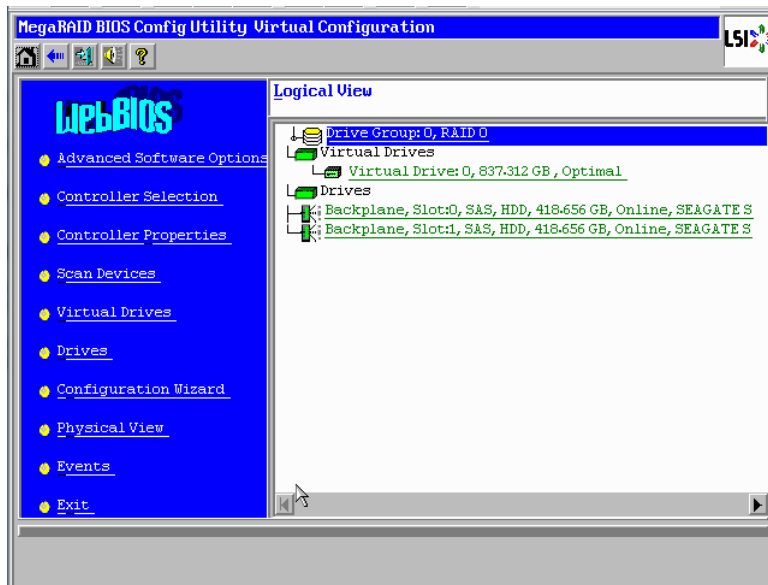 MegaRAID BIOS Config Utility Virtual Configuration
LSI
WebBIOS
Advanced Software Options
Controller Selection
Controller Properties
Scan Devices
Virtual Drives
Drives
Configuration Wizard
Physical View
Events
Exit
Logical View
Drive Group: 0, RAID 0
Virtual Drives
Virtual Drive: 0, 837.312 GB, Optimal
Drives
Backplane, Slot:0, SAS, HDD, 418.656 GB, Online, SEAGATE S
Backplane, Slot:1, SAS, HDD, 418.656 GB, Online, SEAGATE S